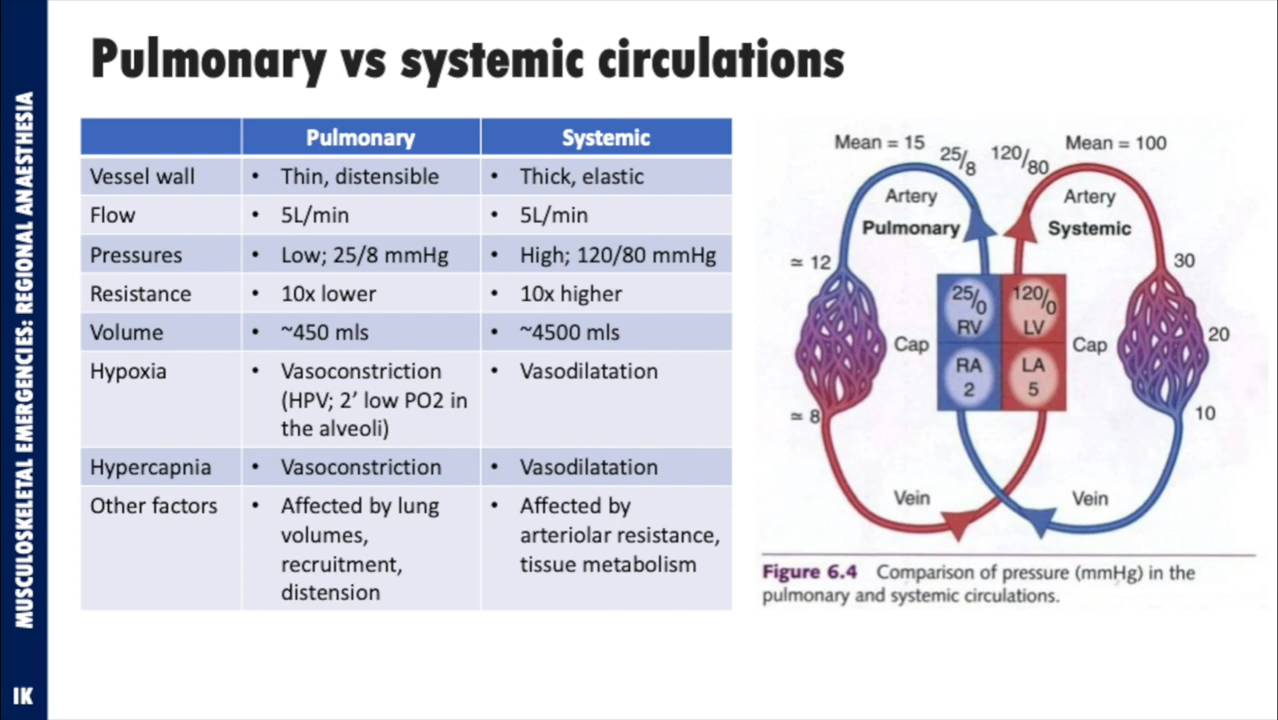 Pulmonary vs systemic circulations
MUSCULOSKELETAL EMERGENCIES: REGIONAL ANAESTHESIA
IK
Pulmonary Systemic
Vessel wall • Thin, distensible • Thick, elastic
Flow • 5L/min • 5L/min
Pressures • Low; 25/8 mmHg • High; 120/80 mmHg
Resistance • 10x lower • 10x higher
Volume • ~450 mls • ~4500 mls
Hypoxia • Vasoconstriction • Vasodilatation
(HPV; 2’ low PO2 in
the alveoli)
Hypercapnia • Vasoconstriction • Vasodilatation
Other factors • Affected by lung • Affected by
volumes, arteriolar resistance,
recruitment, tissue metabolism
distension
Mean = 15 25/8 120/80 Mean = 100
Artery Artery
Pulmonary Systemic
≃ 12 30
25/0 120/0
RV LV
Cap Cap 20
RA LA
2 5
≃ 8 10
Vein Vein
Figure 6.4 Comparison of pressure (mmHg) in the
pulmonary and systemic circulations.